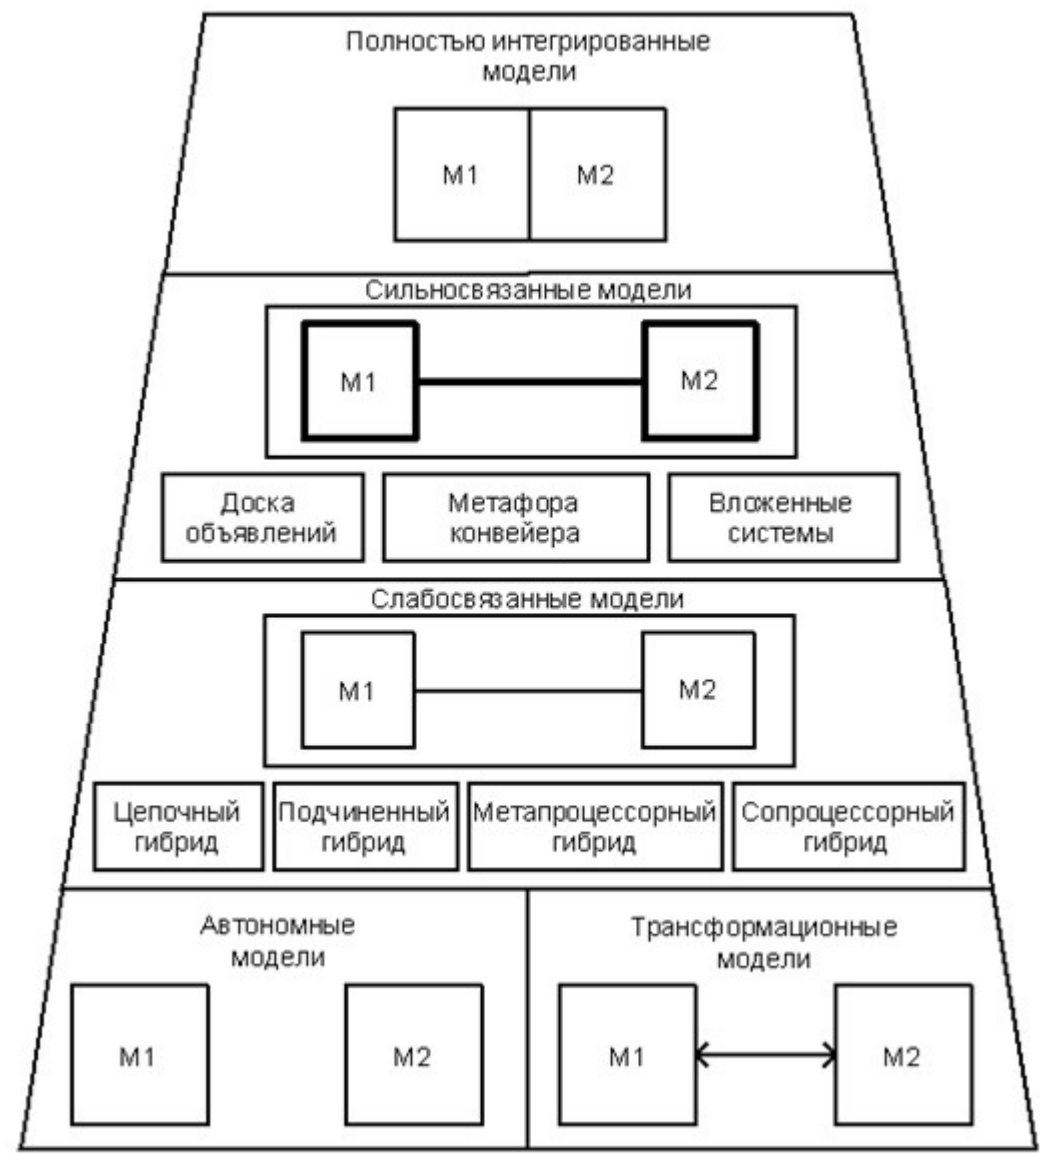 Полностью интегрированные
модели
М1
М2
Сильносвязанные модели
М1
М2
Доска
объявлений
Метафора
конвейера
Вложенные
системы
Слабосвязанные модели
М1
М2
Цепочный
гибрид
Подчиненный
гибрид
Метапроцессорный
гибрид
Сопроцессорный
гибрид
Автономные
модели
М1
М2
Трансформационные
модели
М1
М2